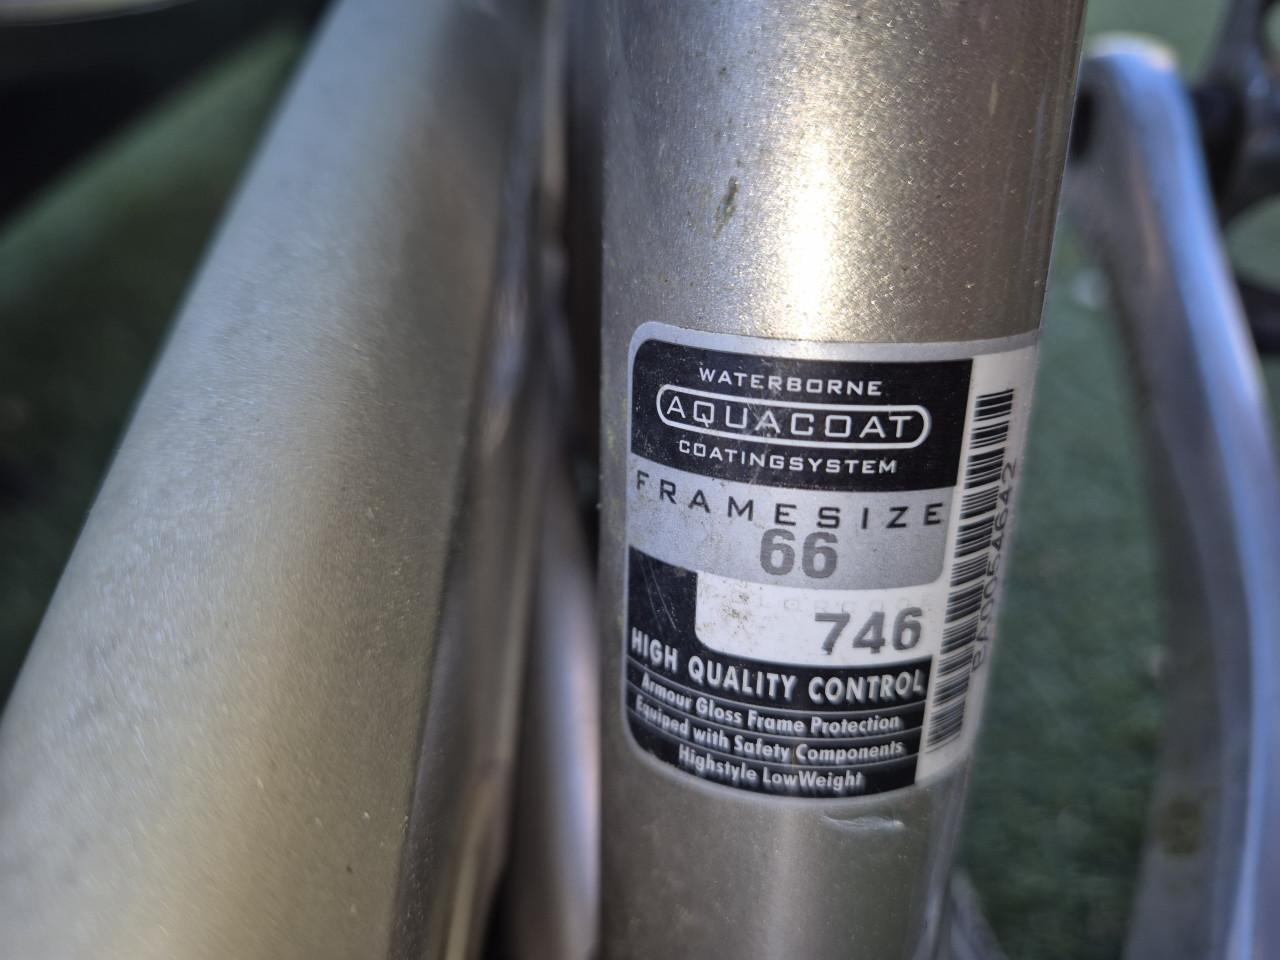 WATERBORNE
AQUACOAT
COATINGSYSTEM
FRAMESIZE
66
746
HIGH QUALITY CONTROL
Armour Gloss Frame Protection
Equiped with Safety Components
Highstyle LowWeight